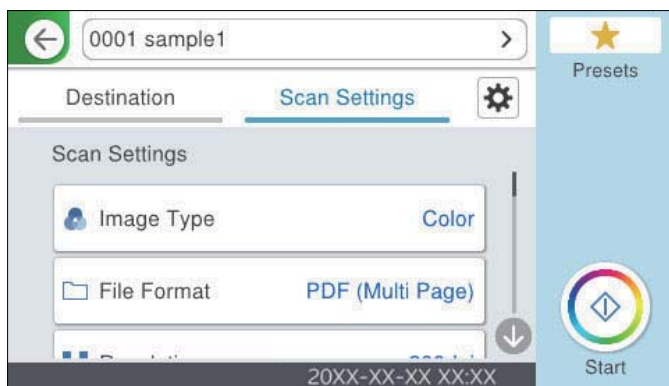 0001 sample1
Presets
Destination
Scan Settings
Scan Settings
Image Type
Color
File Format
PDF (Multi Page)
20XX-XX-XX XX:XX
Start